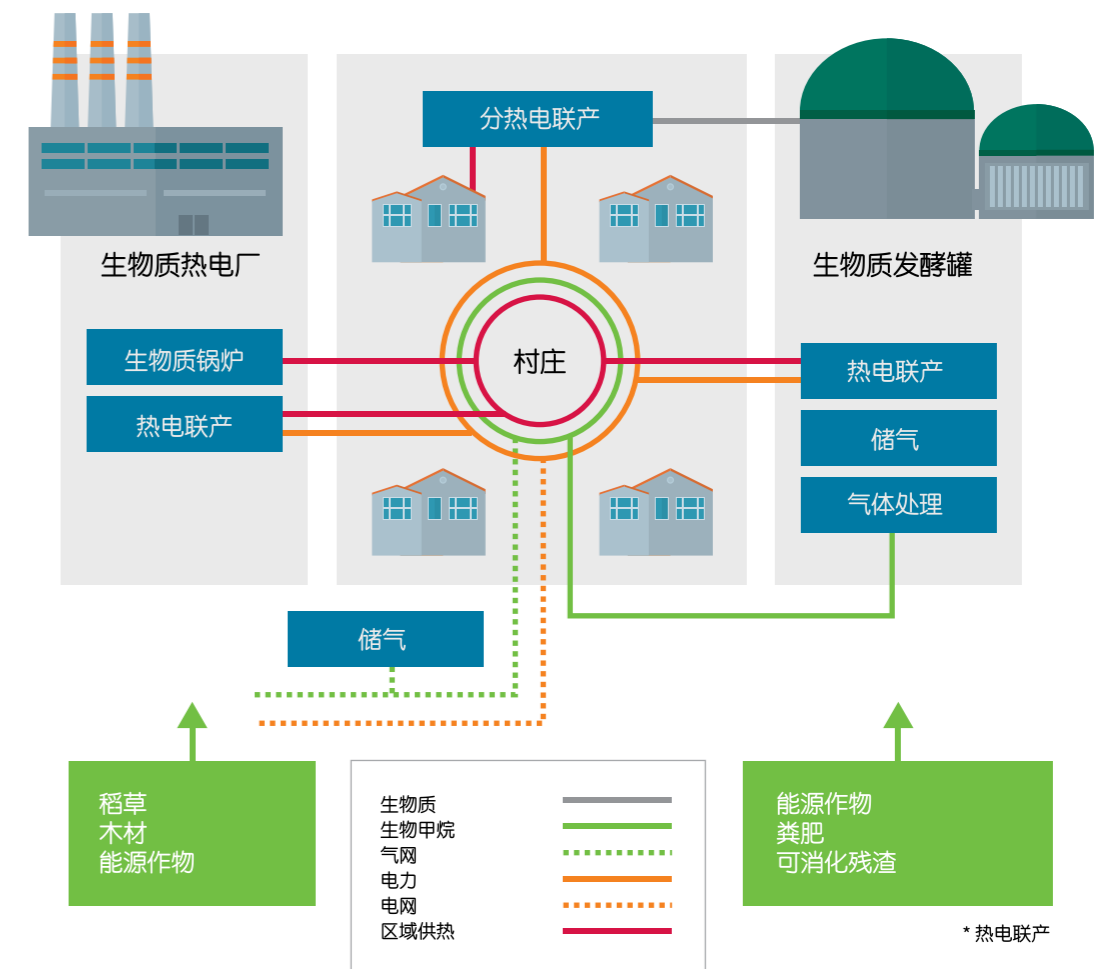 分热电联产
生物质热电厂
生物质发酵罐
生物质锅炉
热电联产
村庄
热电联产
储气
气体处理
储气
稻草
木材
能源作物
生物质
生物甲烷
气网
电力
电网
区域供热
能源作物
粪肥
可消化残渣
* 热电联产